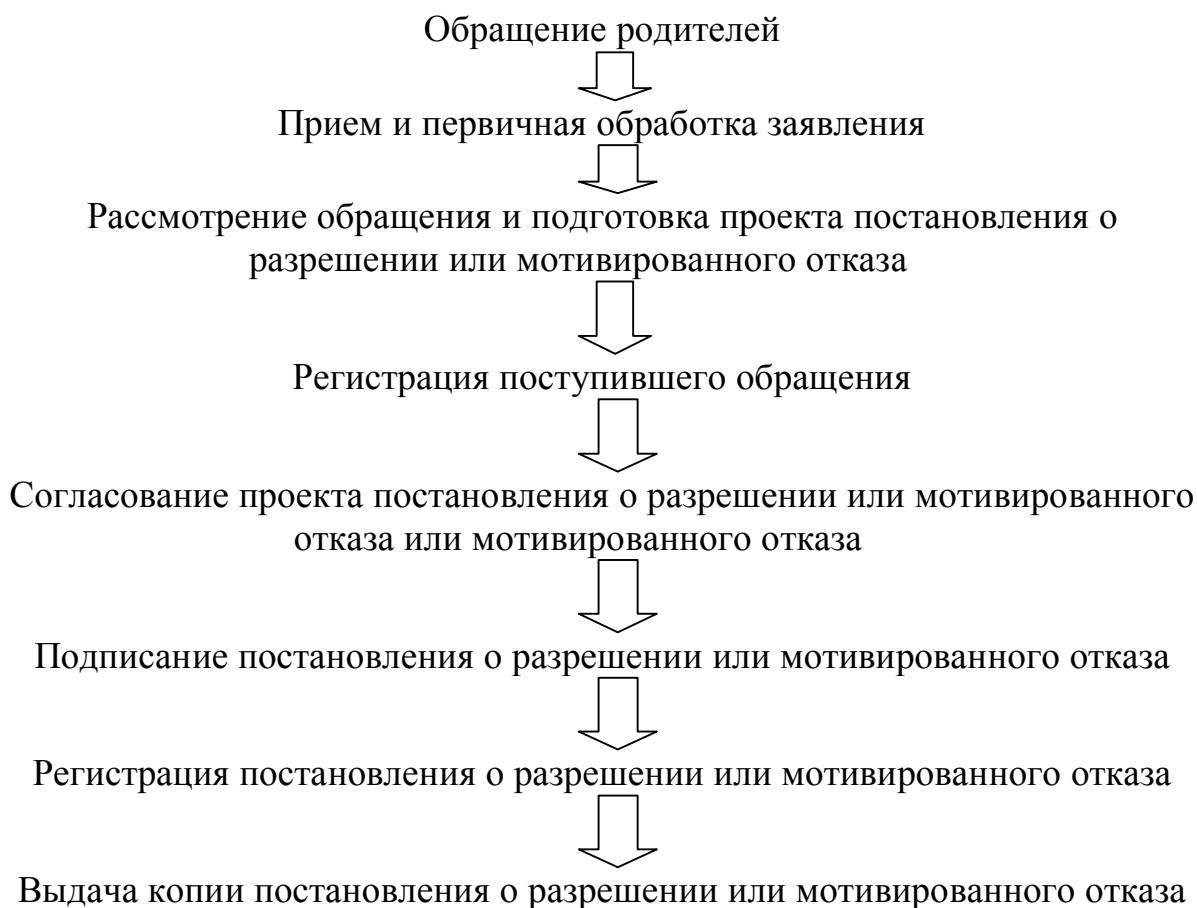 Обращение родителей
Прием и первичная обработка заявления
Рассмотрение обращения и подготовка проекта постановления о
разрешении или мотивированного отказа
Регистрация поступившего обращения
Согласование проекта постановления о разрешении или мотивированного
отказа или мотивированного отказа
Подписание постановления о разрешении или мотивированного отказа
Регистрация постановления о разрешении или мотивированного отказа
Выдача копии постановления о разрешении или мотивированного отказа